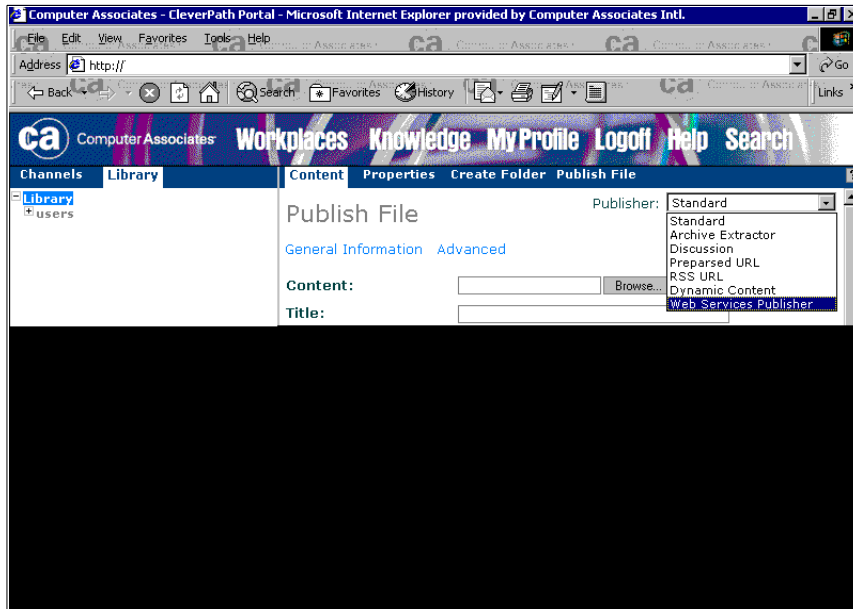 Computer Associates - CleverPath Portal - Microsoft Internet Explorer provided by Computer Associates Intl.
File Edit View Favorites Tools Help
Address http:// Go
Back Search Favorites History Links
ca Computer Associates Workplaces Knowledge My Profile Logoff Help Search
Channels Library Content Properties Create Folder Publish File ?
Library
users
Publish File
Publisher: Standard
Standard
Archive Extractor
Discussion
Preparsed URL
RSS URL
Dynamic Content
Web Services Publisher
General Information Advanced
Content: Browse...
Title: